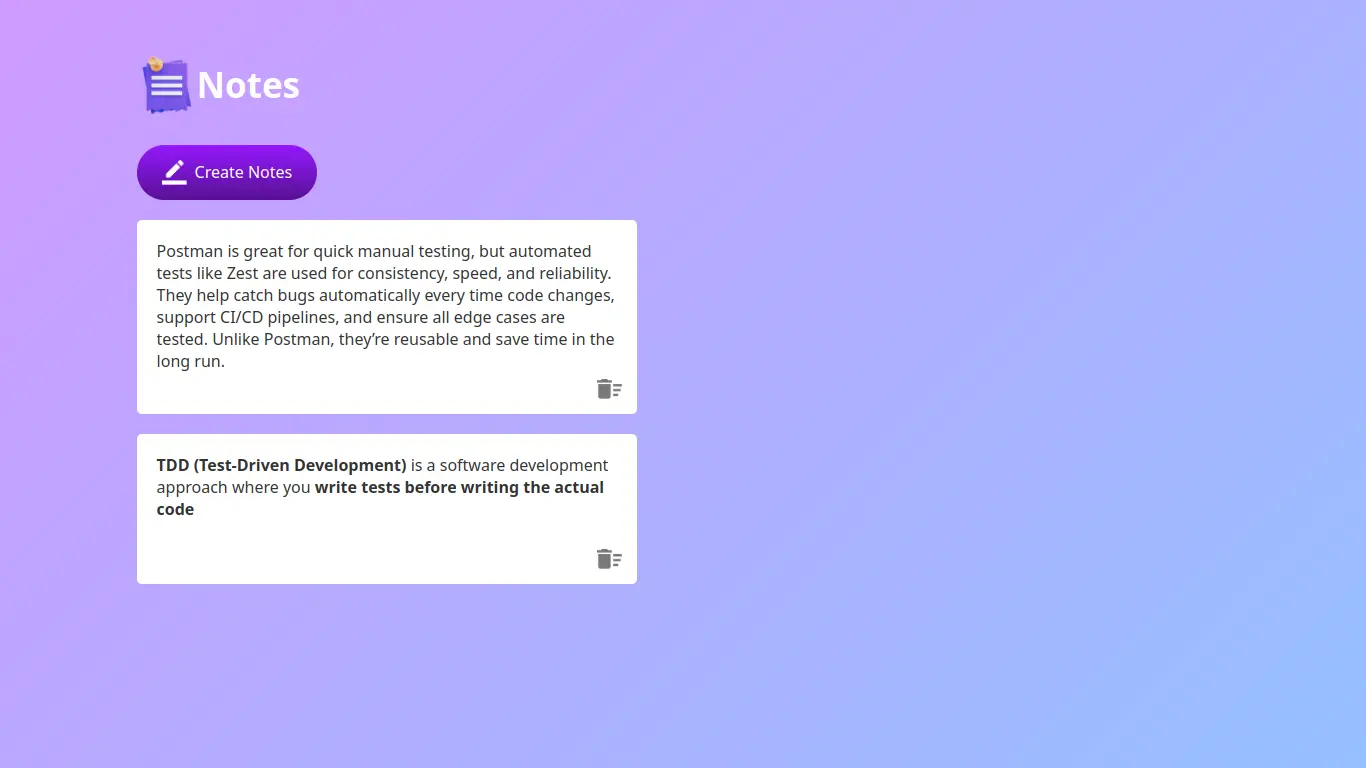 Notes
Create Notes
Postman is great for quick manual testing, but automated
tests like Zest are used for consistency, speed, and reliability.
They help catch bugs automatically every time code changes,
support CI/CD pipelines, and ensure all edge cases are
tested. Unlike Postman, they’re reusable and save time in the
long run.
TDD (Test-Driven Development) is a software development
approach where you write tests before writing the actual
code